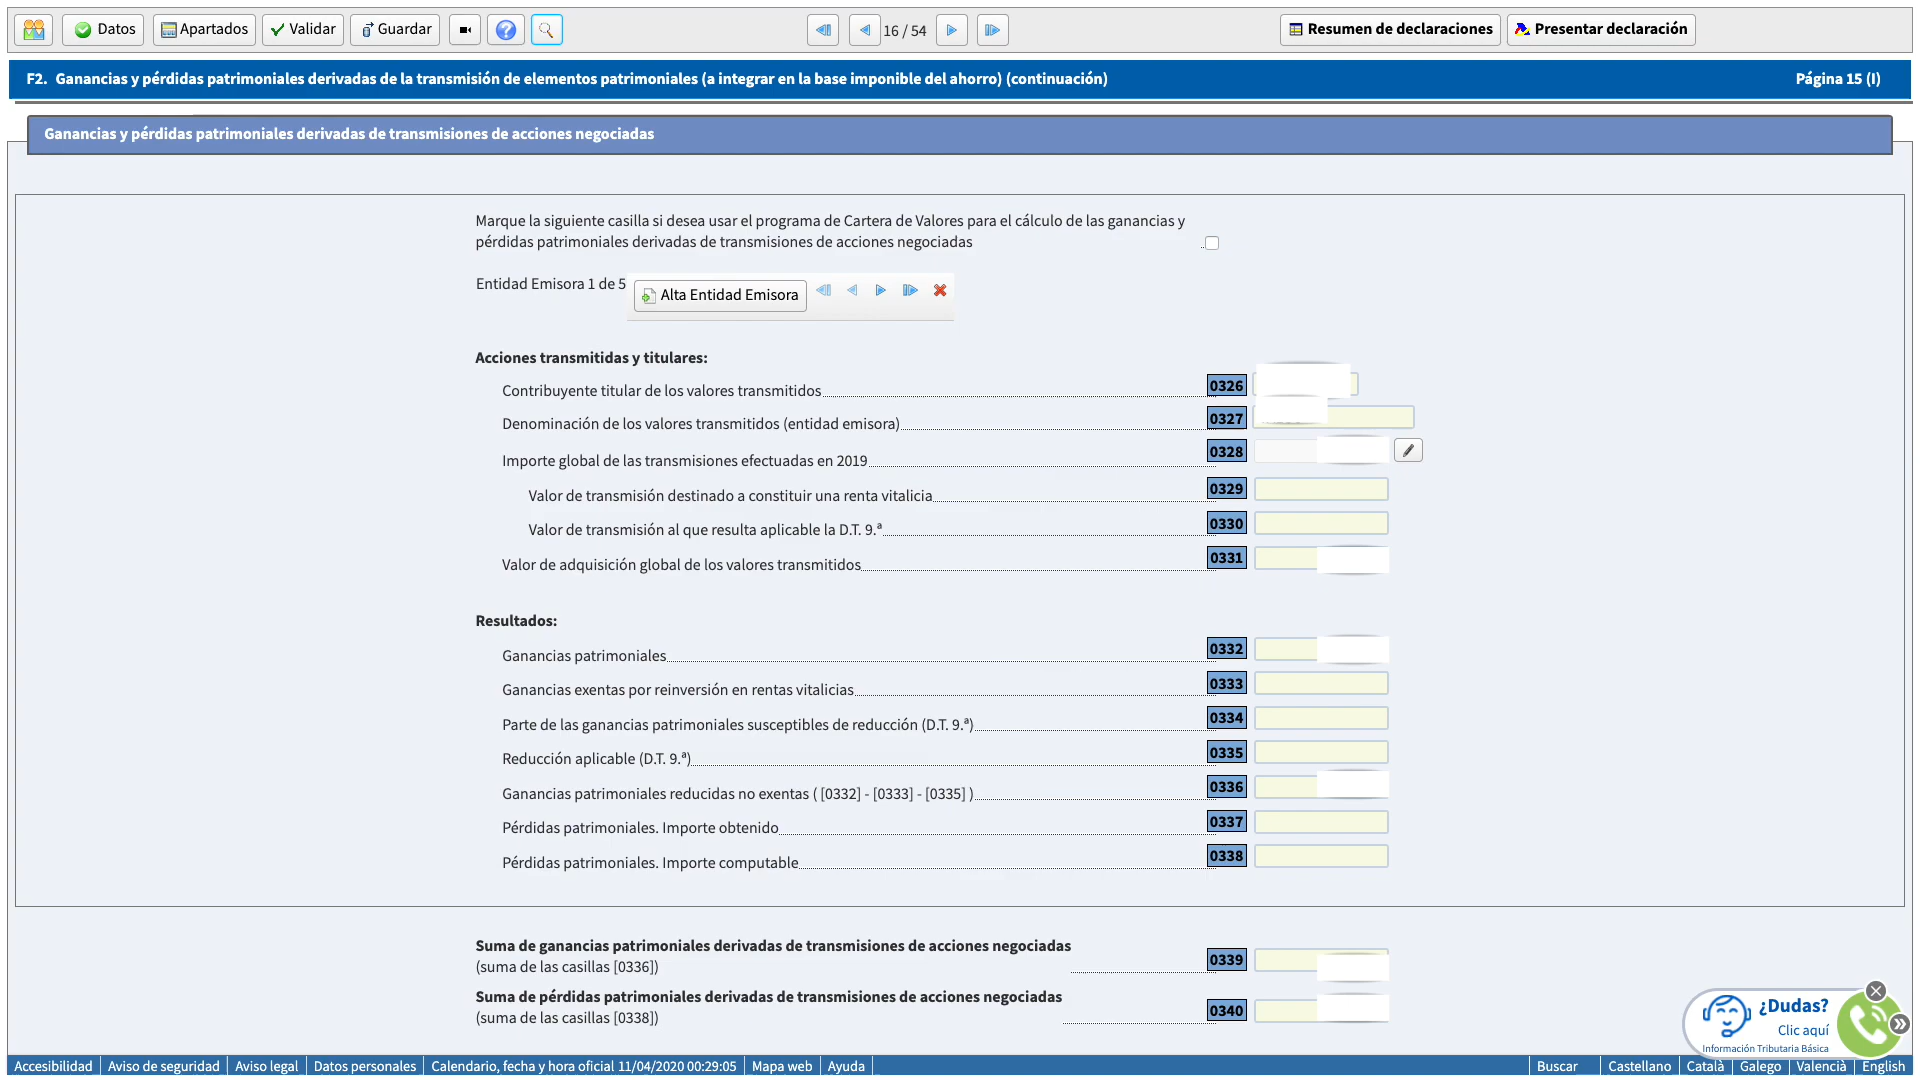 Datos
Apartados
Validar
Guardar
16 / 54
Resumen de declaraciones
Presentar declaración
F2. Ganancias y pérdidas patrimoniales derivadas de la transmisión de elementos patrimoniales (a integrar en la base imponible del ahorro) (continuación)
Página 15 (I)
Ganancias y pérdidas patrimoniales derivadas de transmisiones de acciones negociadas
Marque la siguiente casilla si desea usar el programa de Cartera de Valores para el cálculo de las ganancias y
pérdidas patrimoniales derivadas de transmisiones de acciones negociadas
Entidad Emisora 1 de 5
Alta Entidad Emisora
Acciones transmitidas y titulares:
Contribuyente titular de los valores transmitidos 0326
Denominación de los valores transmitidos (entidad emisora) 0327
Importe global de las transmisiones efectuadas en 2019 0328
Valor de transmisión destinado a constituir una renta vitalicia 0329
Valor de transmisión al que resulta aplicable la D.T. 9.ª 0330
Valor de adquisición global de los valores transmitidos 0331
Resultados:
Ganancias patrimoniales 0332
Ganancias exentas por reinversión en rentas vitalicias 0333
Parte de las ganancias patrimoniales susceptibles de reducción (D.T. 9.ª) 0334
Reducción aplicable (D.T. 9.ª) 0335
Ganancias patrimoniales reducidas no exentas ( [0332] - [0333] - [0335] ) 0336
Pérdidas patrimoniales. Importe obtenido 0337
Pérdidas patrimoniales. Importe computable 0338
Suma de ganancias patrimoniales derivadas de transmisiones de acciones negociadas
(suma de las casillas [0336]) 0339
Suma de pérdidas patrimoniales derivadas de transmisiones de acciones negociadas
(suma de las casillas [0338]) 0340
¿Dudas?
Clic aquí
Información Tributaria Básica
Accesibilidad
Aviso de seguridad
Aviso legal
Datos personales
Calendario, fecha y hora oficial 11/04/2020 00:29:05
Mapa web
Ayuda
Buscar
Castellano
Català
Galego
Valencià
English